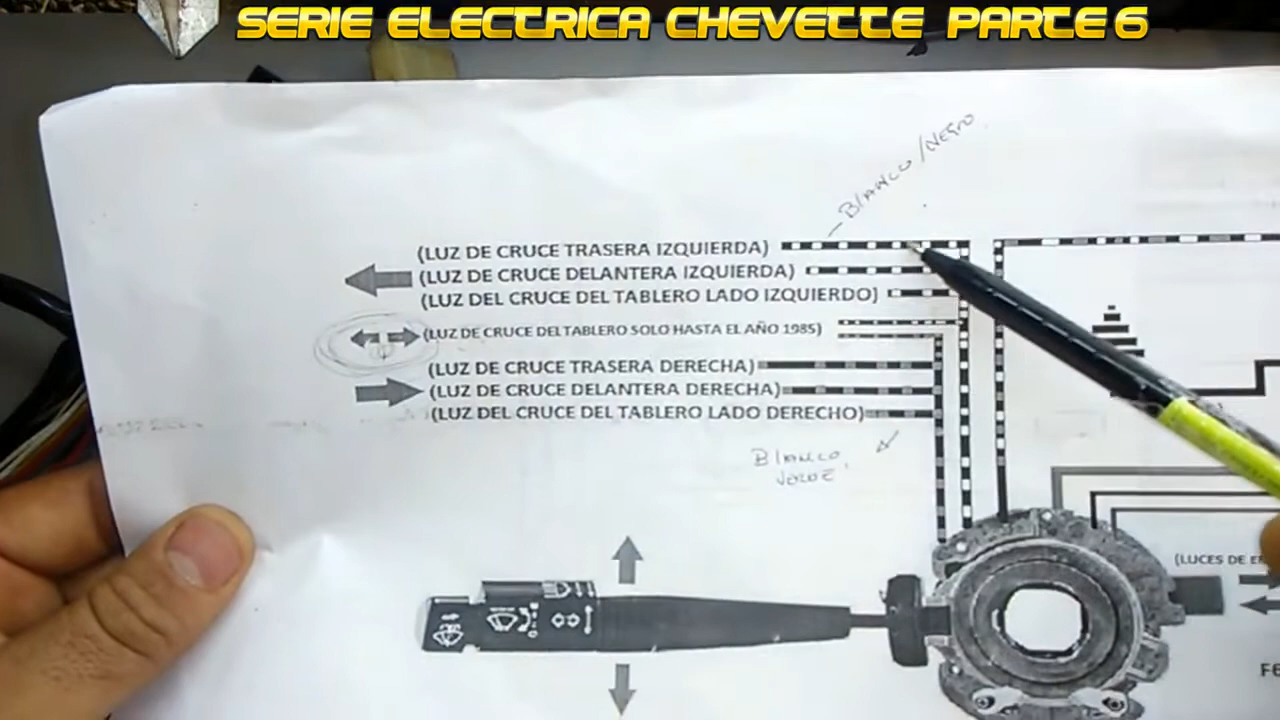 SERIE ELECTRICA CHEVETTE PARTE 6
BLANCO/NEGRO
(LUZ DE CRUCE TRASERA IZQUIERDA)
(LUZ DE CRUCE DELANTERA IZQUIERDA)
(LUZ DEL CRUCE DEL TABLERO LADO IZQUIERDO)
(LUZ DE CRUCE DEL TABLERO SOLO HASTA EL AÑO 1985)
(LUZ DE CRUCE TRASERA DERECHA)
(LUZ DE CRUCE DELANTERA DERECHA)
(LUZ DEL CRUCE DEL TABLERO LADO DERECHO)
BLANCO
VERDE
(LUCES DE